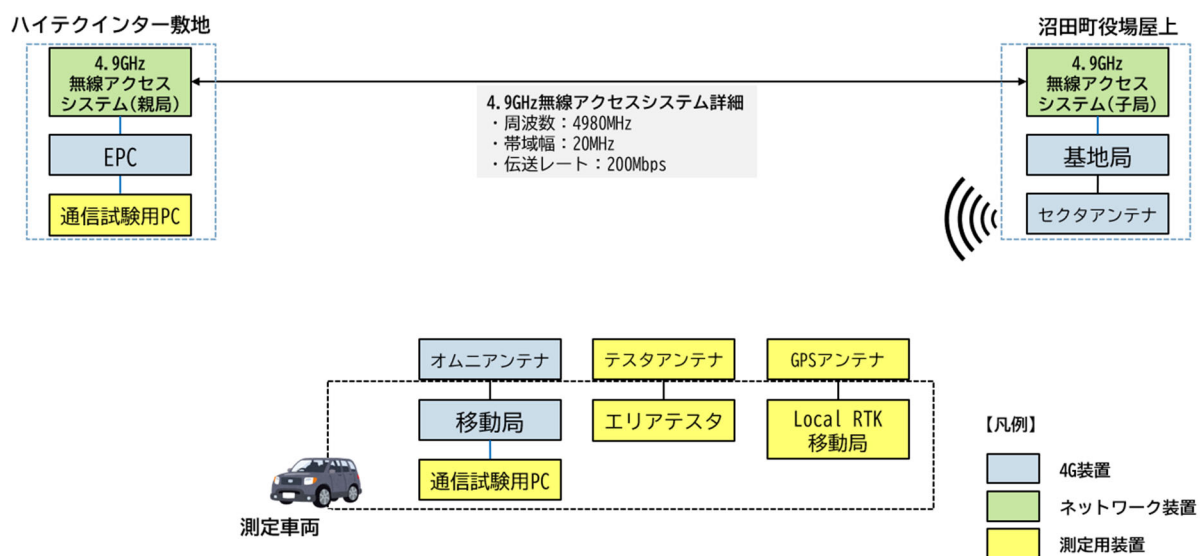 ハイテクインター敷地
4.9GHz
無線アクセス
システム(親局)
EPC
通信試験用PC
4.9GHz無線アクセスシステム詳細
・周波数：4980MHz
・帯域幅：20MHz
・伝送レート：200Mbps
沼田町役場屋上
4.9GHz
無線アクセス
システム(子局)
基地局
セクタアンテナ
オムニアンテナ
移動局
通信試験用PC
テスタアンテナ
エリアテスタ
GPSアンテナ
Local RTK
移動局
測定車両
【凡例】
4G装置
ネットワーク装置
測定用装置